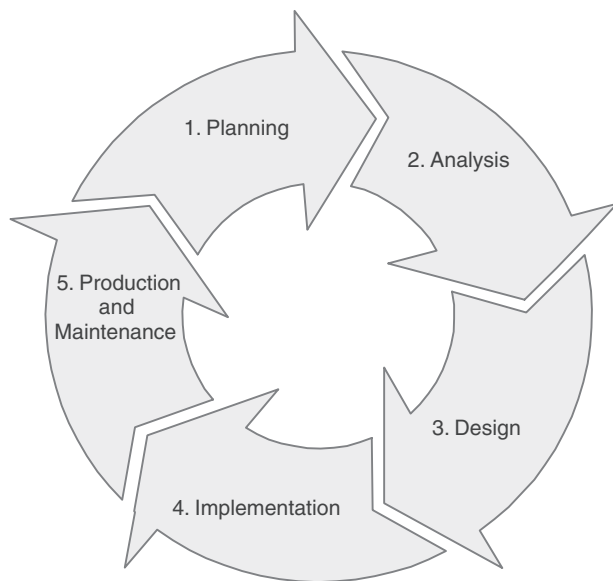 1. Planning
2. Analysis
3. Design
4. Implementation
5. Production
and
Maintenance